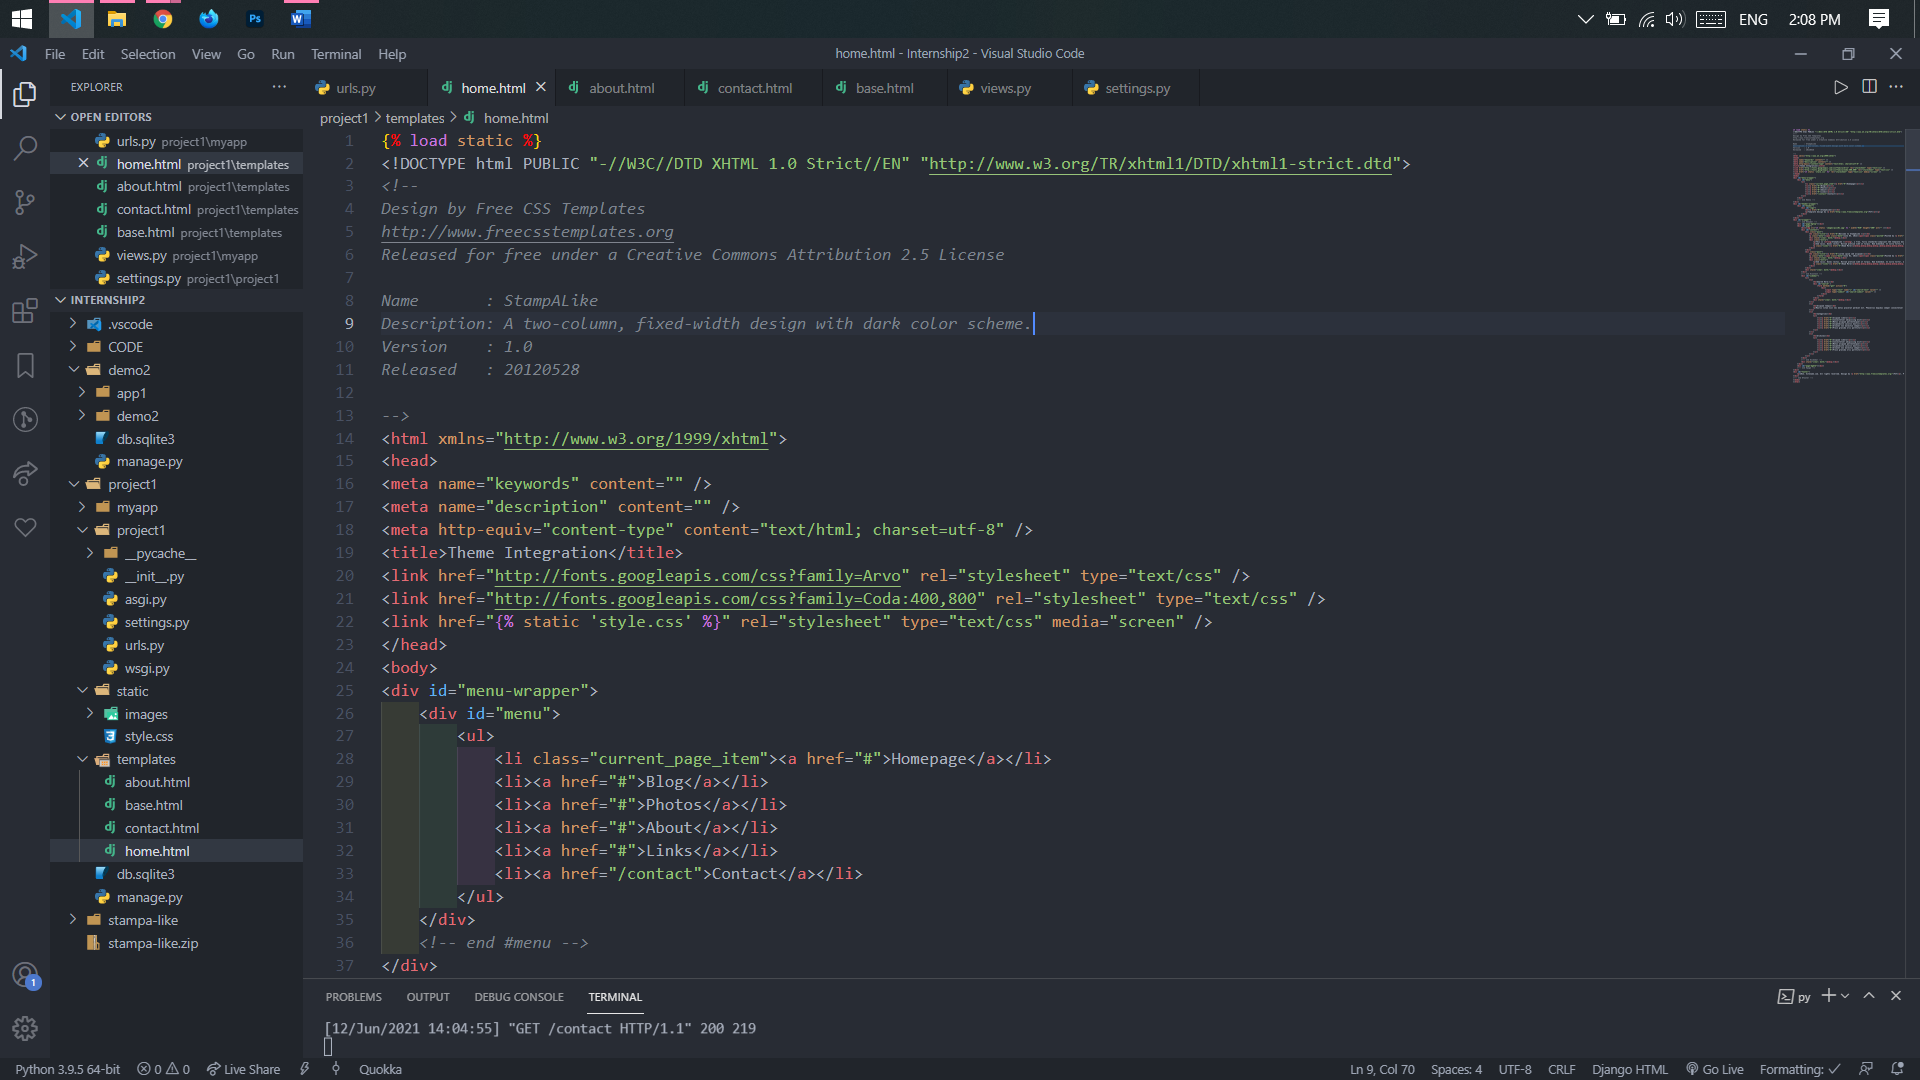 Ps
W
ENG
2:08 PM
File Edit Selection View Go Run Terminal Help
home.html - Internship2 - Visual Studio Code
EXPLORER
urls.py
home.html
about.html
contact.html
base.html
views.py
settings.py
project1 > templates > home.html
OPEN EDITORS
urls.py project1\myapp
home.html project1\templates
about.html project1\templates
contact.html project1\templates
base.html project1\templates
views.py project1\myapp
settings.py project1\project1
INTERNSHIP2
.vscode
CODE
demo2
app1
demo2
db.sqlite3
manage.py
project1
myapp
project1
__pycache__
__init__.py
asgi.py
settings.py
urls.py
wsgi.py
static
images
style.css
templates
about.html
base.html
contact.html
home.html
db.sqlite3
manage.py
stampa-like
stampa-like.zip
1 {% load static %}
2 <!DOCTYPE html PUBLIC "-//W3C//DTD XHTML 1.0 Strict//EN" "http://www.w3.org/TR/xhtml1/DTD/xhtml1-strict.dtd">
3 <!--
4 Design by Free CSS Templates
5 http://www.freecsstemplates.org
6 Released for free under a Creative Commons Attribution 2.5 License
7
8 Name       : StampALike
9 Description: A two-column, fixed-width design with dark color scheme.
10 Version    : 1.0
11 Released   : 20120528
12
13 -->
14 <html xmlns="http://www.w3.org/1999/xhtml">
15 <head>
16 <meta name="keywords" content="" />
17 <meta name="description" content="" />
18 <meta http-equiv="content-type" content="text/html; charset=utf-8" />
19 <title>Theme Integration</title>
20 <link href="http://fonts.googleapis.com/css?family=Arvo" rel="stylesheet" type="text/css" />
21 <link href="http://fonts.googleapis.com/css?family=Coda:400,800" rel="stylesheet" type="text/css" />
22 <link href="{% static 'style.css' %}" rel="stylesheet" type="text/css" media="screen" />
23 </head>
24 <body>
25 <div id="menu-wrapper">
26     <div id="menu">
27         <ul>
28             <li class="current_page_item"><a href="#">Homepage</a></li>
29             <li><a href="#">Blog</a></li>
30             <li><a href="#">Photos</a></li>
31             <li><a href="#">About</a></li>
32             <li><a href="#">Links</a></li>
33             <li><a href="/contact">Contact</a></li>
34         </ul>
35     </div>
36     <!-- end #menu -->
37 </div>
PROBLEMS OUTPUT DEBUG CONSOLE TERMINAL
py
[12/Jun/2021 14:04:55] "GET /contact HTTP/1.1" 200 219
1
Python 3.9.5 64-bit 0 0 Live Share Quokka
Ln 9, Col 70 Spaces: 4 UTF-8 CRLF Django HTML Go Live Formatting: ✓